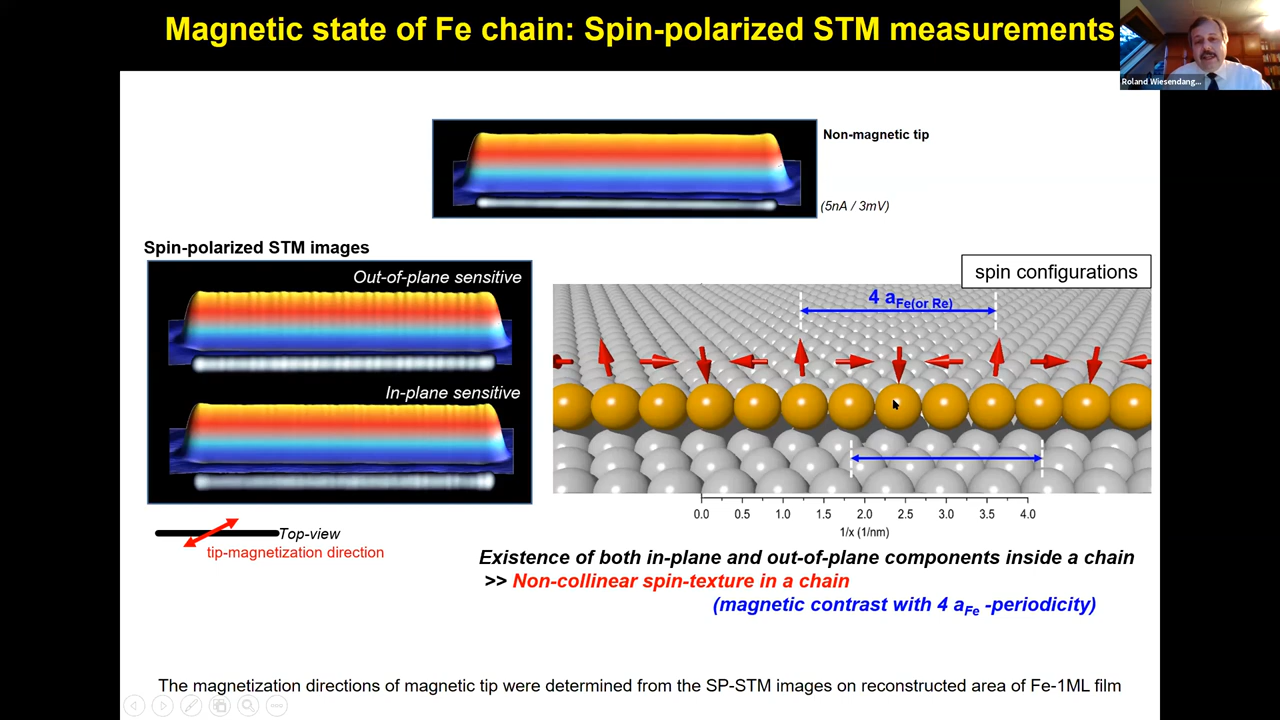 Magnetic state of Fe chain: Spin-polarized STM measurements
Roland Wiesendang...
Non-magnetic tip
(5nA / 3mV)
Spin-polarized STM images
Out-of-plane sensitive
In-plane sensitive
spin configurations
4 aFe(or Re)
0.0 0.5 1.0 1.5 2.0 2.5 3.0 3.5 4.0
1/x (1/nm)
Top-view
tip-magnetization direction
Existence of both in-plane and out-of-plane components inside a chain
>> Non-collinear spin-texture in a chain
(magnetic contrast with 4 aFe -periodicity)
The magnetization directions of magnetic tip were determined from the SP-STM images on reconstructed area of Fe-1ML film